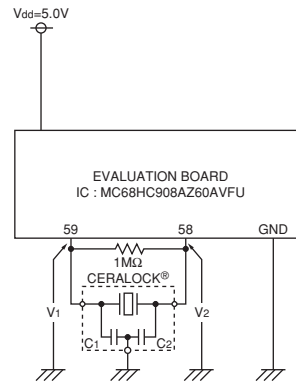 Vdd=5.0V
EVALUATION BOARD
IC : MC68HC908AZ60AVFU
59
58
GND
1MΩ
CERALOCK®
V1
V2
C1
C2